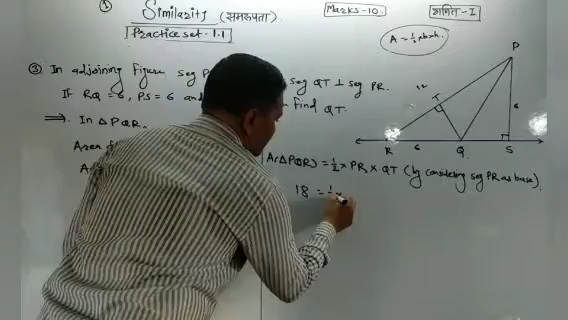 ①
Similarity (समरूपता)
Marks-10
गणित-I
Practice set-1.1
A = ½ x b x h
③ In adjoining figure seg P seg QT ⊥ seg PR.
If RQ = 6, PS = 6 and Find QT.
⟹ In △PQR,
Area
A
A(△PQR) = ½ x PR x QT (by considering seg PR as base).
18 = ½ x
P
12
T
6
R
6
Q
S